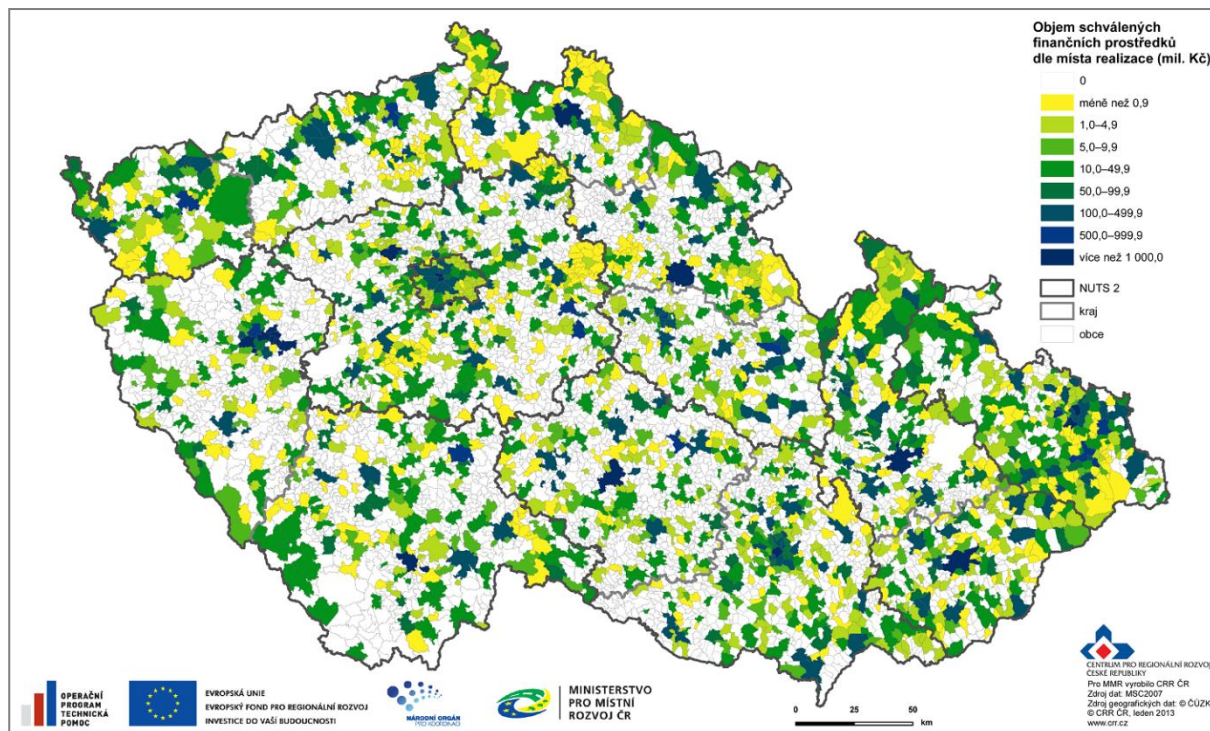 Objem schválených
finančních prostředků
dle místa realizace (mil. Kč)
0
méně než 0,9
1,0–4,9
5,0–9,9
10,0–49,9
50,0–99,9
100,0–499,9
500,0–999,9
více než 1 000,0
NUTS 2
kraj
obce
OPERAČNÍ
PROGRAM
TECHNICKÁ
POMOC
EVROPSKÁ UNIE
EVROPSKÝ FOND PRO REGIONÁLNÍ ROZVOJ
INVESTICE DO VAŠÍ BUDOUCNOSTI
NÁRODNÍ ORGÁN
PRO KOORDINACI
MINISTERSTVO
PRO MÍSTNÍ
ROZVOJ ČR
0 25 50
km
CENTRUM PRO REGIONÁLNÍ ROZVOJ
ČESKÉ REPUBLIKY
Pro MMR vyrobilo CRR ČR
Zdroj dat: MSC2007
Zdroj geografických dat: © ČÚZK
© CRR ČR, leden 2013
www.crr.cz